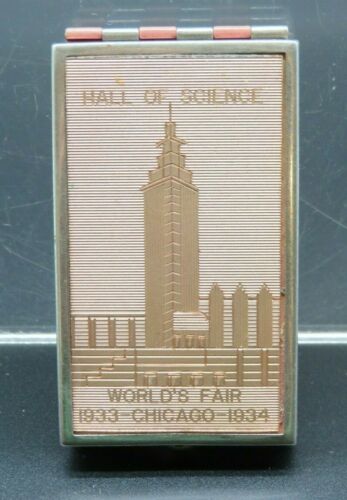 HALL OF SCIENCE
WORLD'S FAIR
1933-CHICAGO-1934